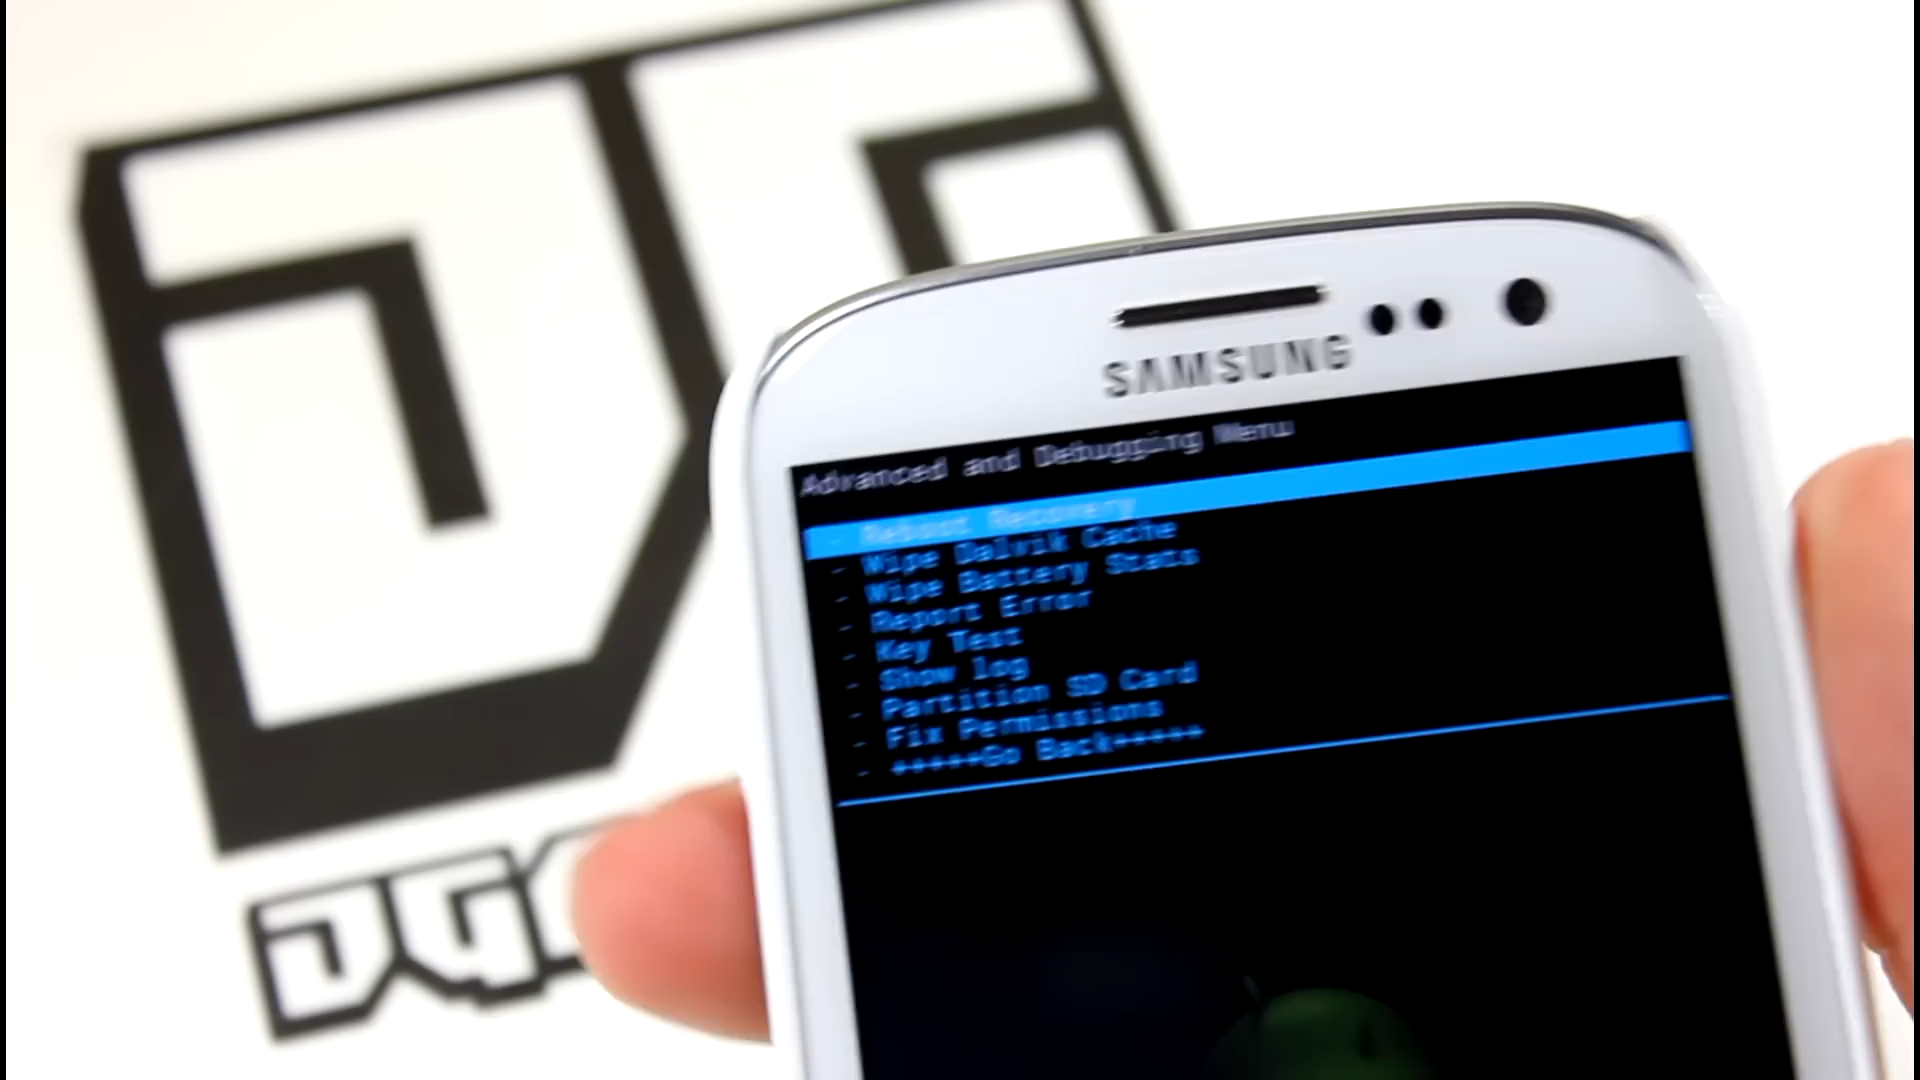 SAMSUNG
Advanced and Debugging Menu
- Reboot Recovery
- Wipe Dalvik Cache
- Wipe Battery Stats
- Report Error
- Key Test
- Show log
- Partition SD Card
- Fix Permissions
- +++++Go Back+++++